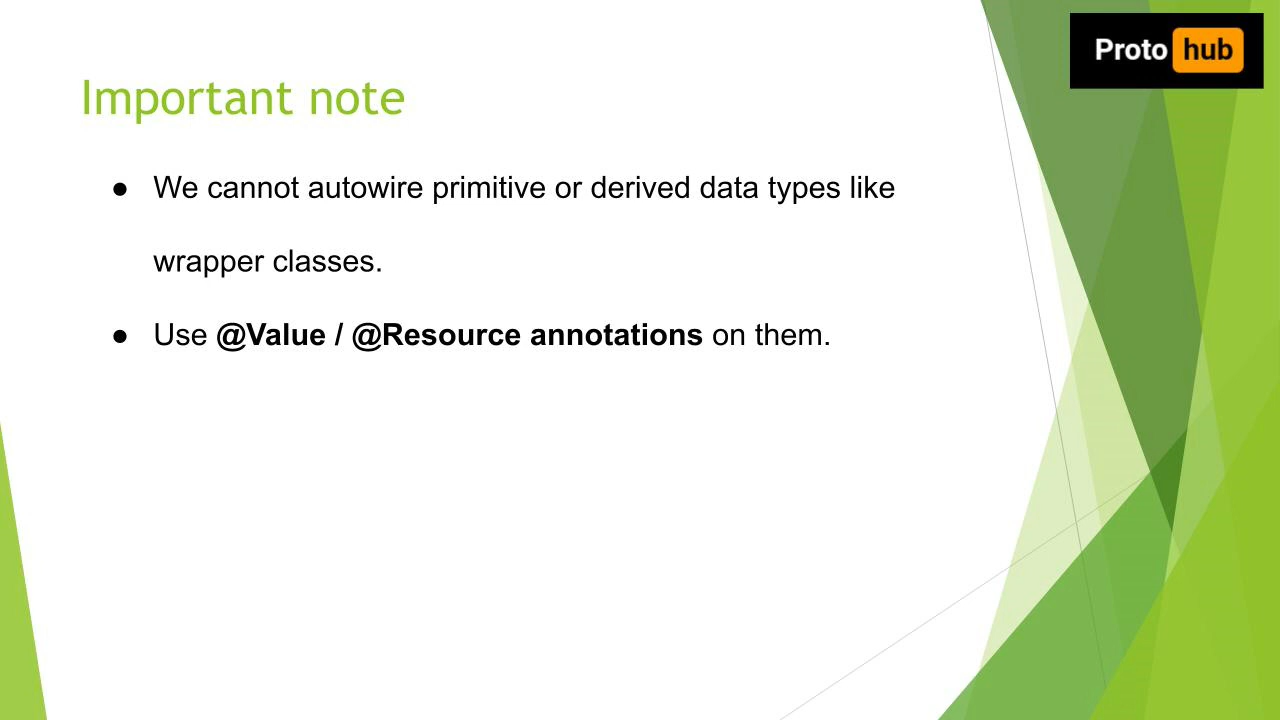 Proto hub
Important note
● We cannot autowire primitive or derived data types like
wrapper classes.
● Use @Value / @Resource annotations on them.